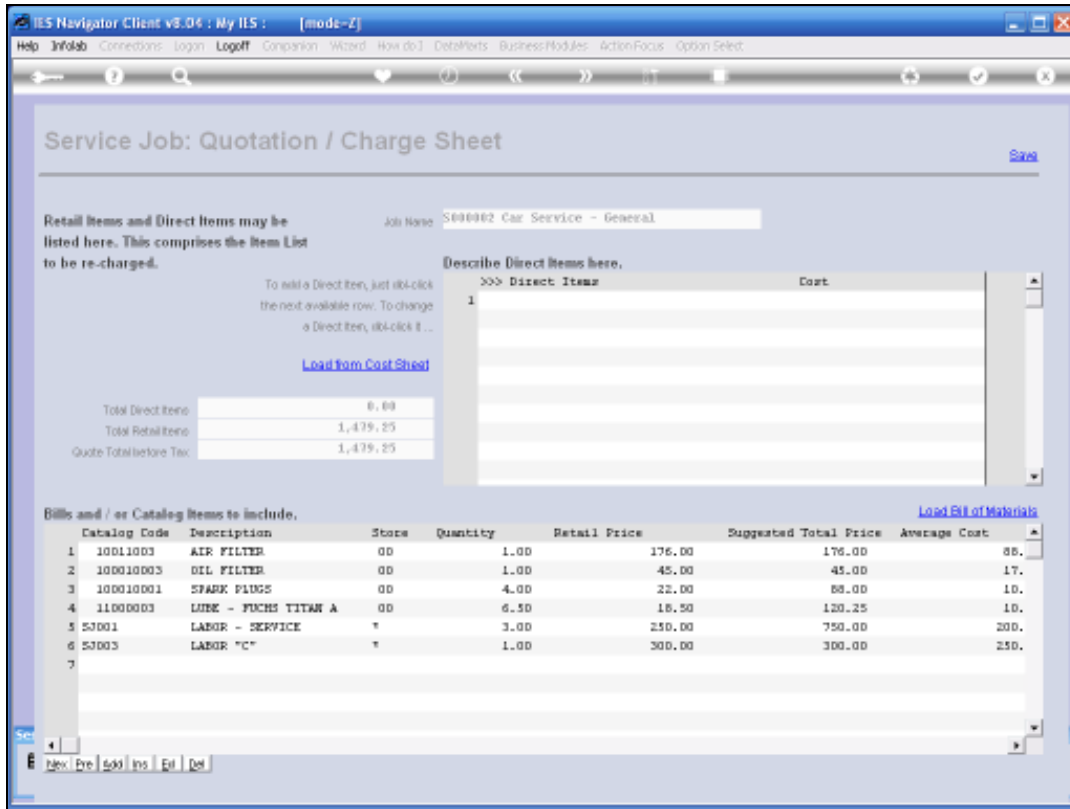 IES Navigator Client v8.04 : My IES : [mode=Z]
Help Infolab Connections Logon Logoff Companion Wizard How do I DataAlerts Business Modules Action Focus Option Select
Service Job: Quotation / Charge Sheet
Save
Retail Items and Direct Items may be
listed here. This comprises the Item List
to be re-charged.
Job Name S000002 Car Service - General
To add a Direct Item, just dbl-click
the next available row. To change
a Direct Item, dbl-click it ...
Load from Cost Sheet
Describe Direct Items here.
>>> Direct Items Cost
1
Total Direct Items 0.00
Total Retail Items 1,479.25
Quote Total before Tax 1,479.25
Bills and / or Catalog Items to include.
Load Bill of Materials
Catalog Code Description Store Quantity Retail Price Suggested Total Price Average Cost
1 10011003 AIR FILTER 00 1.00 176.00 176.00 88.
2 100010003 OIL FILTER 00 1.00 45.00 45.00 17.
3 100010001 SPARK PLUGS 00 4.00 22.00 88.00 10.
4 11000003 LUBE - FUCHS TITAN A 00 6.50 18.50 120.25 10.
5 SJ001 LABOR - SERVICE * 3.00 250.00 750.00 200.
6 SJ003 LABOR "C" * 1.00 300.00 300.00 250.
7
Nex Pre Add Ins Del